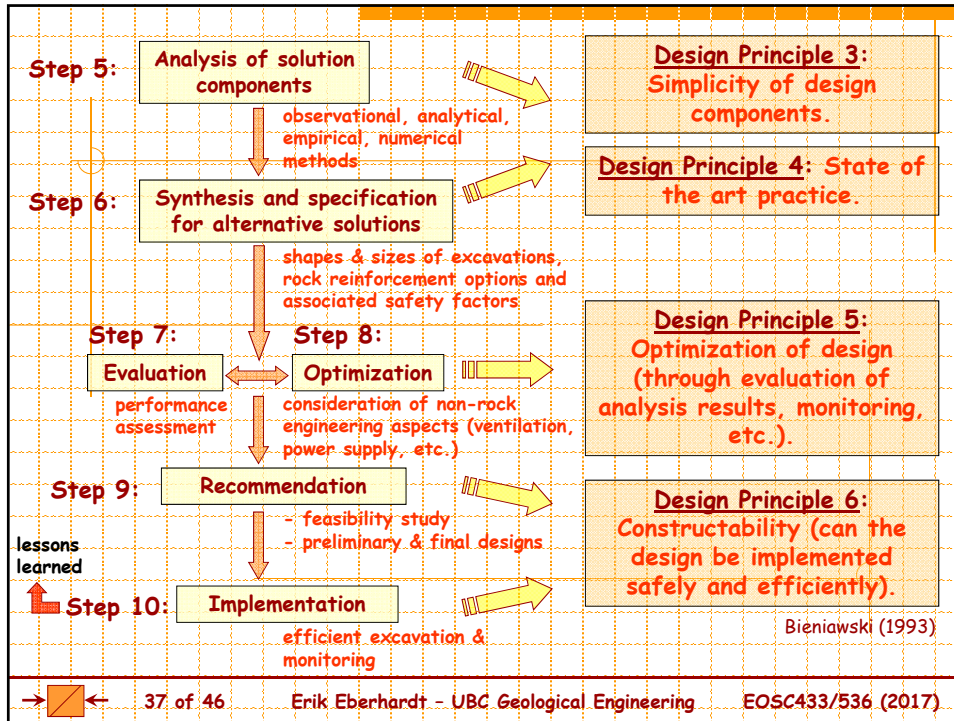 Step 5:
Analysis of solution
components
observational, analytical,
empirical, numerical
methods
Design Principle 3:
Simplicity of design
components.
Step 6:
Synthesis and specification
for alternative solutions
shapes & sizes of excavations,
rock reinforcement options and
associated safety factors
Design Principle 4: State of
the art practice.
Step 7:
Evaluation
performance
assessment
Step 8:
Optimization
consideration of non-rock
engineering aspects (ventilation,
power supply, etc.)
Design Principle 5:
Optimization of design
(through evaluation of
analysis results, monitoring,
etc.).
Step 9:
Recommendation
- feasibility study
- preliminary & final designs
Design Principle 6:
Constructability (can the
design be implemented
safely and efficiently).
lessons
learned
Step 10:
Implementation
efficient excavation &
monitoring
Bieniawski (1993)
37 of 46 Erik Eberhardt – UBC Geological Engineering EOSC433/536 (2017)